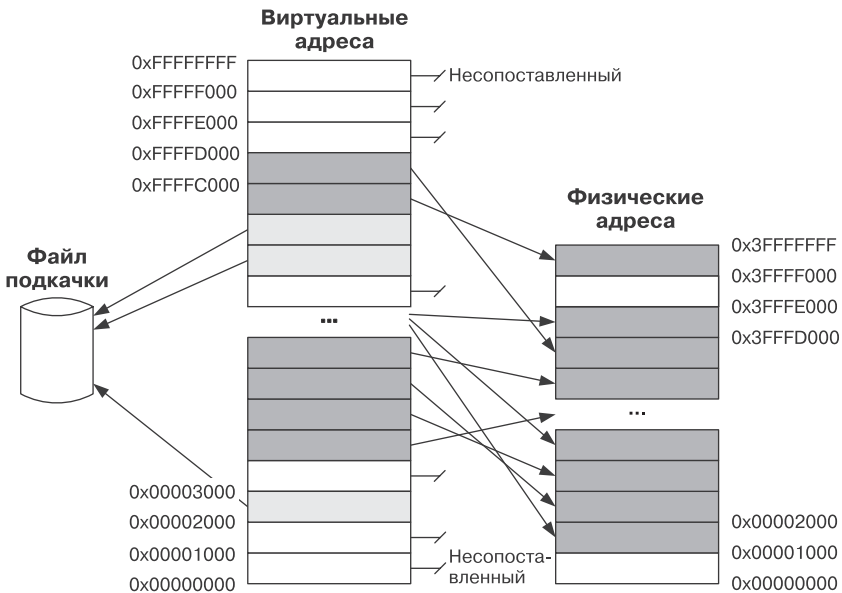 Виртуальные
адреса
0xFFFFFFFF
Несопоставленный
0xFFFFF000
0xFFFFE000
0xFFFFD000
0xFFFFC000
Физические
адреса
0x3FFFFFFF
Файл
подкачки
0x3FFFF000
0x3FFFE000
...
0x3FFFD000
...
0x00003000
0x00002000
0x00002000
0x00001000
Несопоста-
вленный
0x00001000
0x00000000
0x00000000